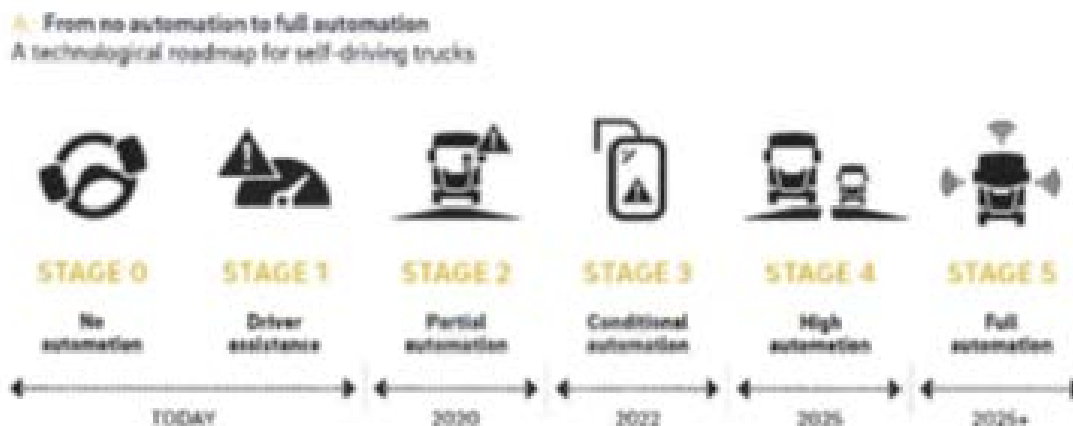 A: From no automation to full automation
A technological roadmap for self-driving trucks
STAGE 0
STAGE 1
STAGE 2
STAGE 3
STAGE 4
STAGE 5
No
automation
Driver
assistance
Partial
automation
Conditional
automation
High
automation
Full
automation
TODAY
2020
2022
2025
2025+